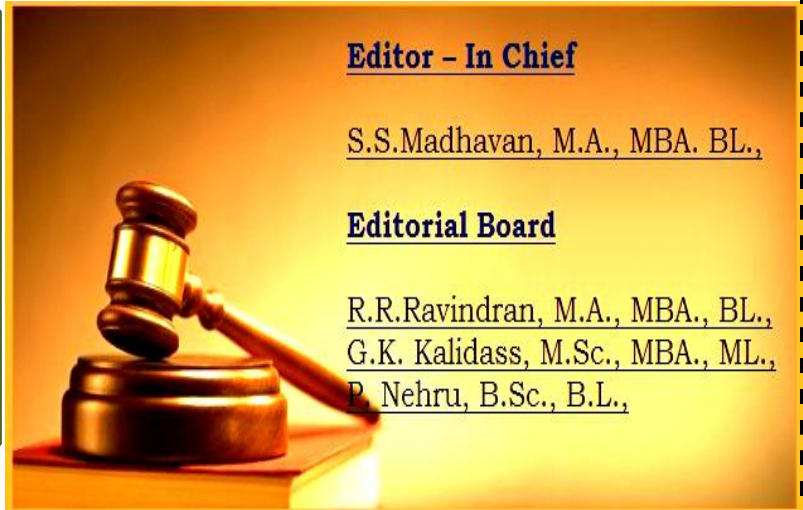 Editor – In Chief
S.S.Madhavan, M.A., MBA. BL.,
Editorial Board
R.R.Ravindran, M.A., MBA., BL.,
G.K. Kalidass, M.Sc., MBA., ML.,
P. Nehru, B.Sc., B.L.,